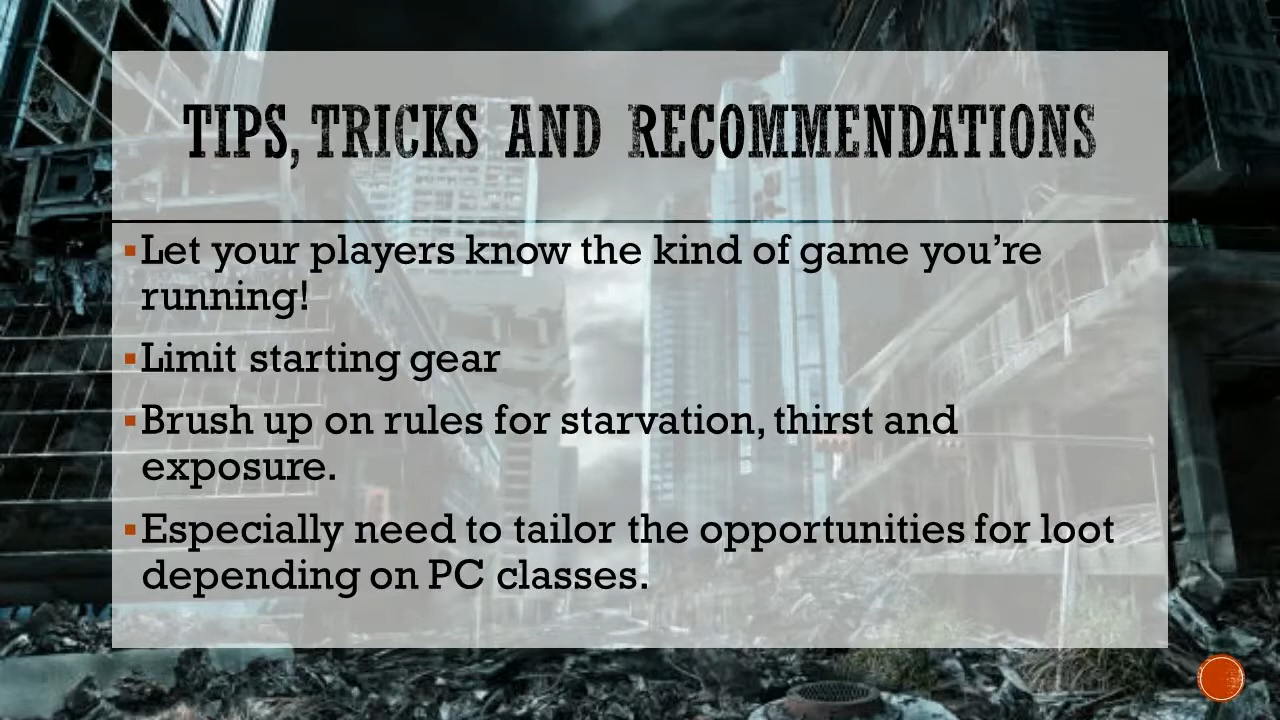 TIPS, TRICKS AND RECOMMENDATIONS
Let your players know the kind of game you’re
running!
Limit starting gear
Brush up on rules for starvation, thirst and
exposure.
Especially need to tailor the opportunities for loot
depending on PC classes.